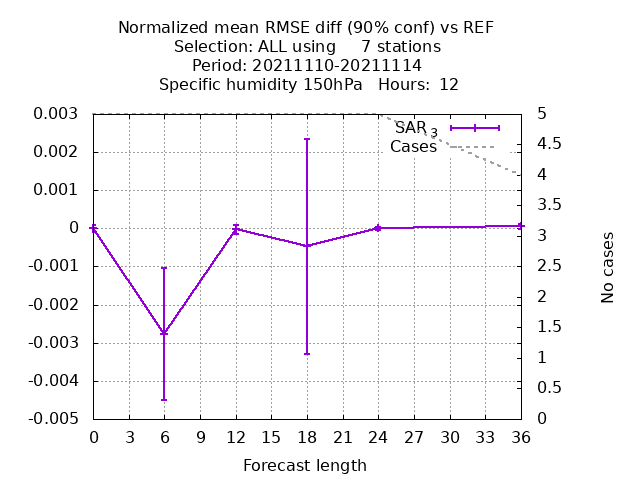 Normalized mean RMSE diff (90% conf) vs REF
Selection: ALL using     7 stations
Period: 20211110-20211114
Specific humidity 150hPa   Hours:  12
SAR 3
Cases
0.003
0.002
0.001
0
-0.001
-0.002
-0.003
-0.004
-0.005
5
4.5
4
3.5
3
2.5
2
1.5
1
0.5
0
No cases
0 3 6 9 12 15 18 21 24 27 30 33 36
Forecast length